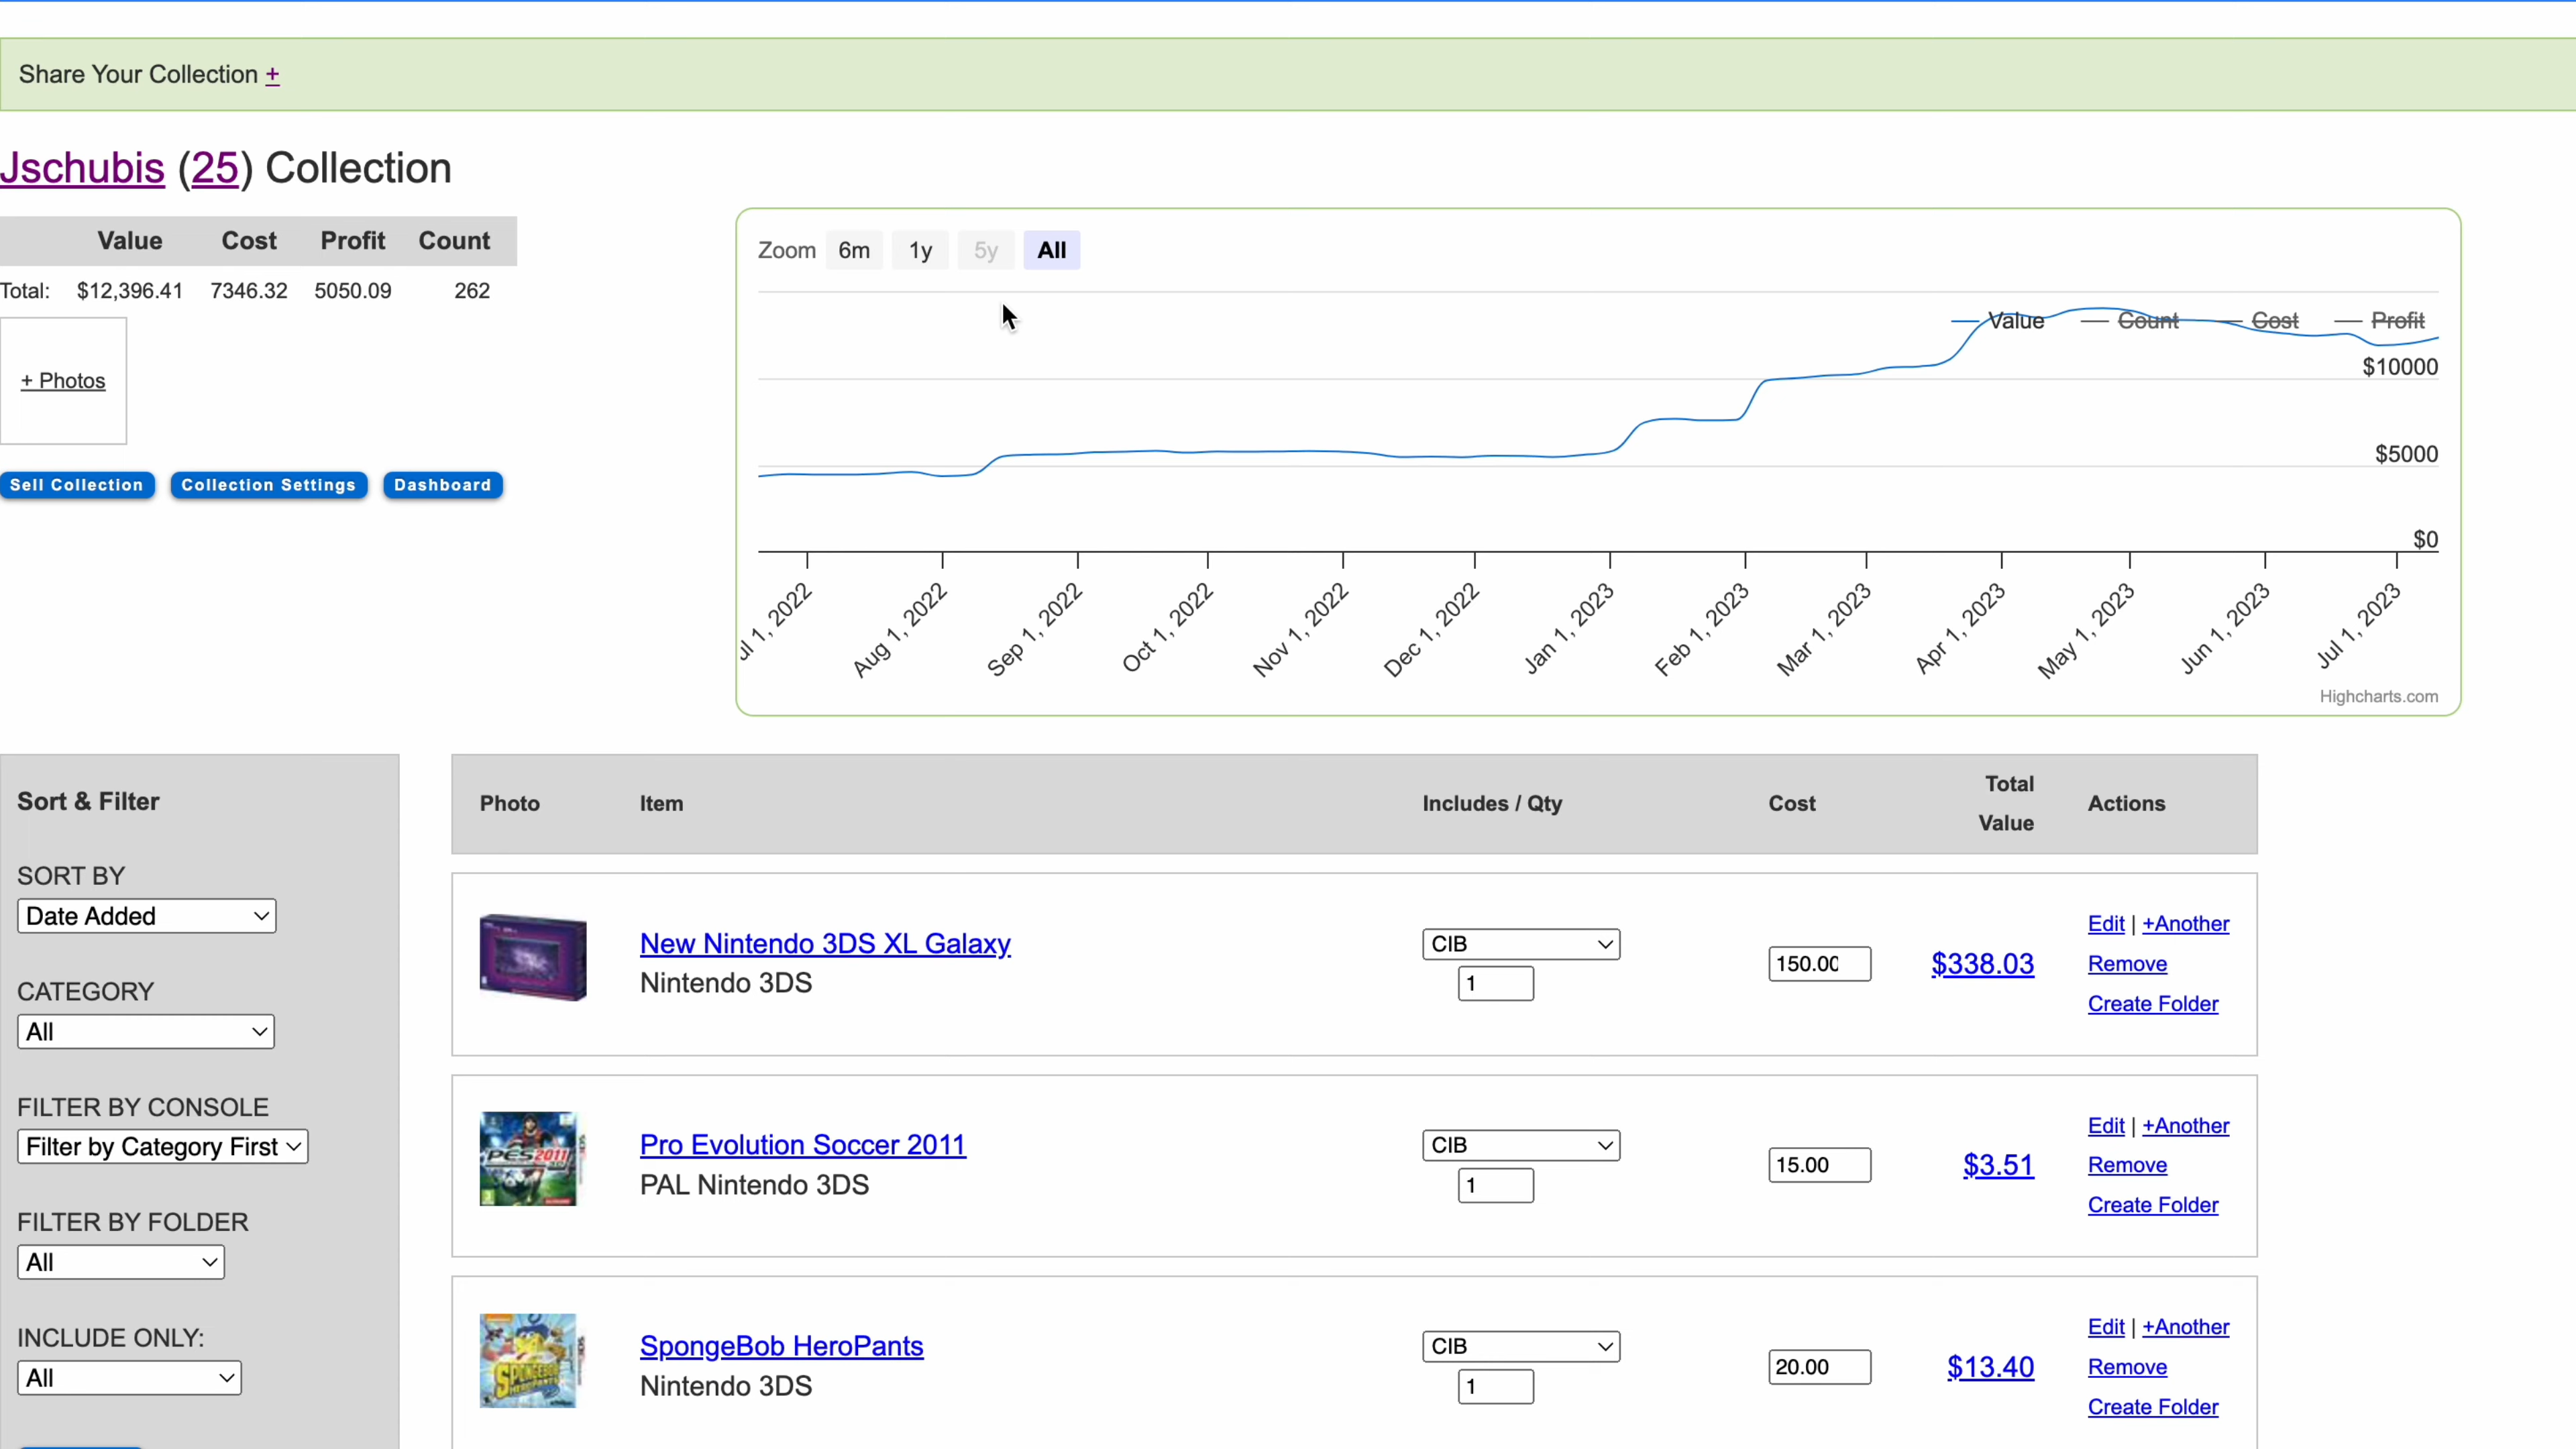 Share Your Collection +
Jschubis (25) Collection
Value Cost Profit Count
Total: $12,396.41 7346.32 5050.09 262
+ Photos
Sell Collection Collection Settings Dashboard
Zoom 6m 1y 5y All
Value Count Cost Profit
$10000
$5000
$0
ul 1, 2022 Aug 1, 2022 Sep 1, 2022 Oct 1, 2022 Nov 1, 2022 Dec 1, 2022 Jan 1, 2023 Feb 1, 2023 Mar 1, 2023 Apr 1, 2023 May 1, 2023 Jun 1, 2023 Jul 1, 2023
Highcharts.com
Sort & Filter
SORT BY
Date Added
CATEGORY
All
FILTER BY CONSOLE
Filter by Category First
FILTER BY FOLDER
All
INCLUDE ONLY:
All
Photo Item Includes / Qty Cost Total Value Actions
New Nintendo 3DS XL Galaxy
Nintendo 3DS
CIB
1
150.00
$338.03
Edit | +Another
Remove
Create Folder
PES2011
Pro Evolution Soccer 2011
PAL Nintendo 3DS
CIB
1
15.00
$3.51
Edit | +Another
Remove
Create Folder
SPONGEBOB
HEROPANTS
SpongeBob HeroPants
Nintendo 3DS
CIB
1
20.00
$13.40
Edit | +Another
Remove
Create Folder